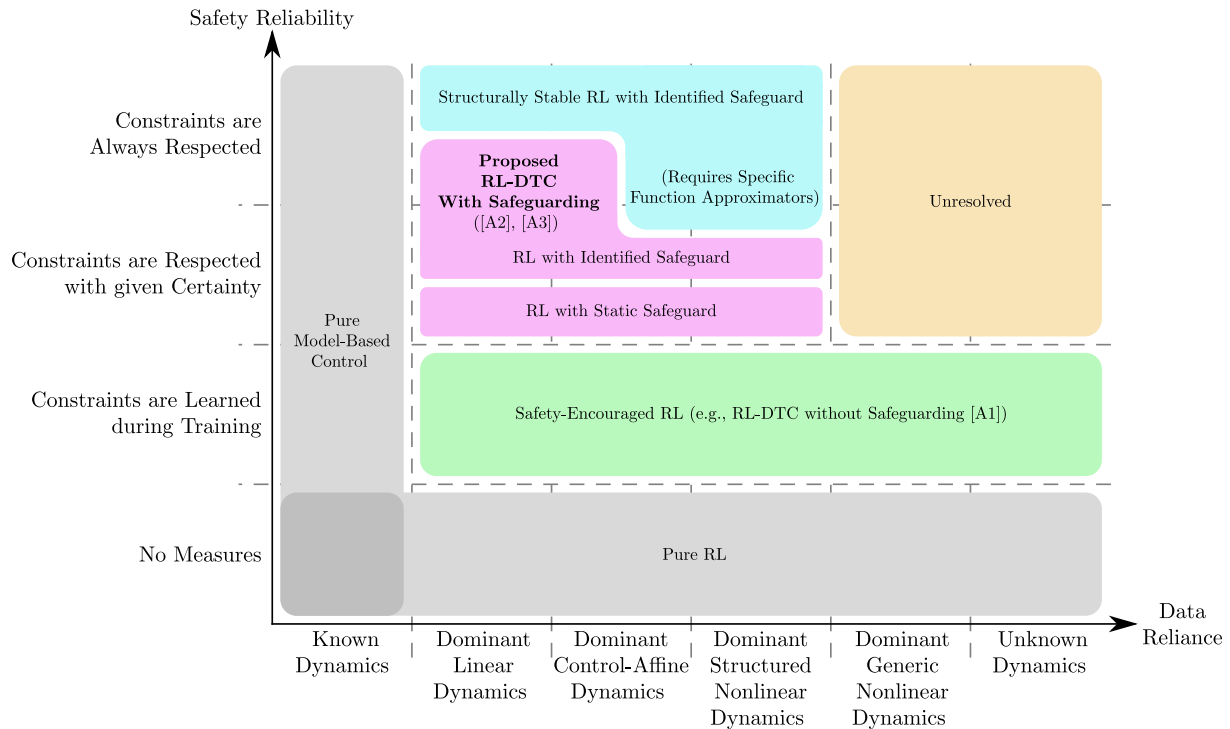 Safety Reliability
Constraints are
Always Respected
Structurally Stable RL with Identified Safeguard
Proposed
RL-DTC
With Safeguarding
([A2], [A3])
(Requires Specific
Function Approximators)
Unresolved
Constraints are Respected
with given Certainty
RL with Identified Safeguard
RL with Static Safeguard
Pure
Model-Based
Control
Constraints are Learned
during Training
Safety-Encouraged RL (e.g., RL-DTC without Safeguarding [A1])
No Measures
Pure RL
Data
Reliance
Known
Dynamics
Dominant
Linear
Dynamics
Dominant
Control-Affine
Dynamics
Dominant
Structured
Nonlinear
Dynamics
Dominant
Generic
Nonlinear
Dynamics
Unknown
Dynamics